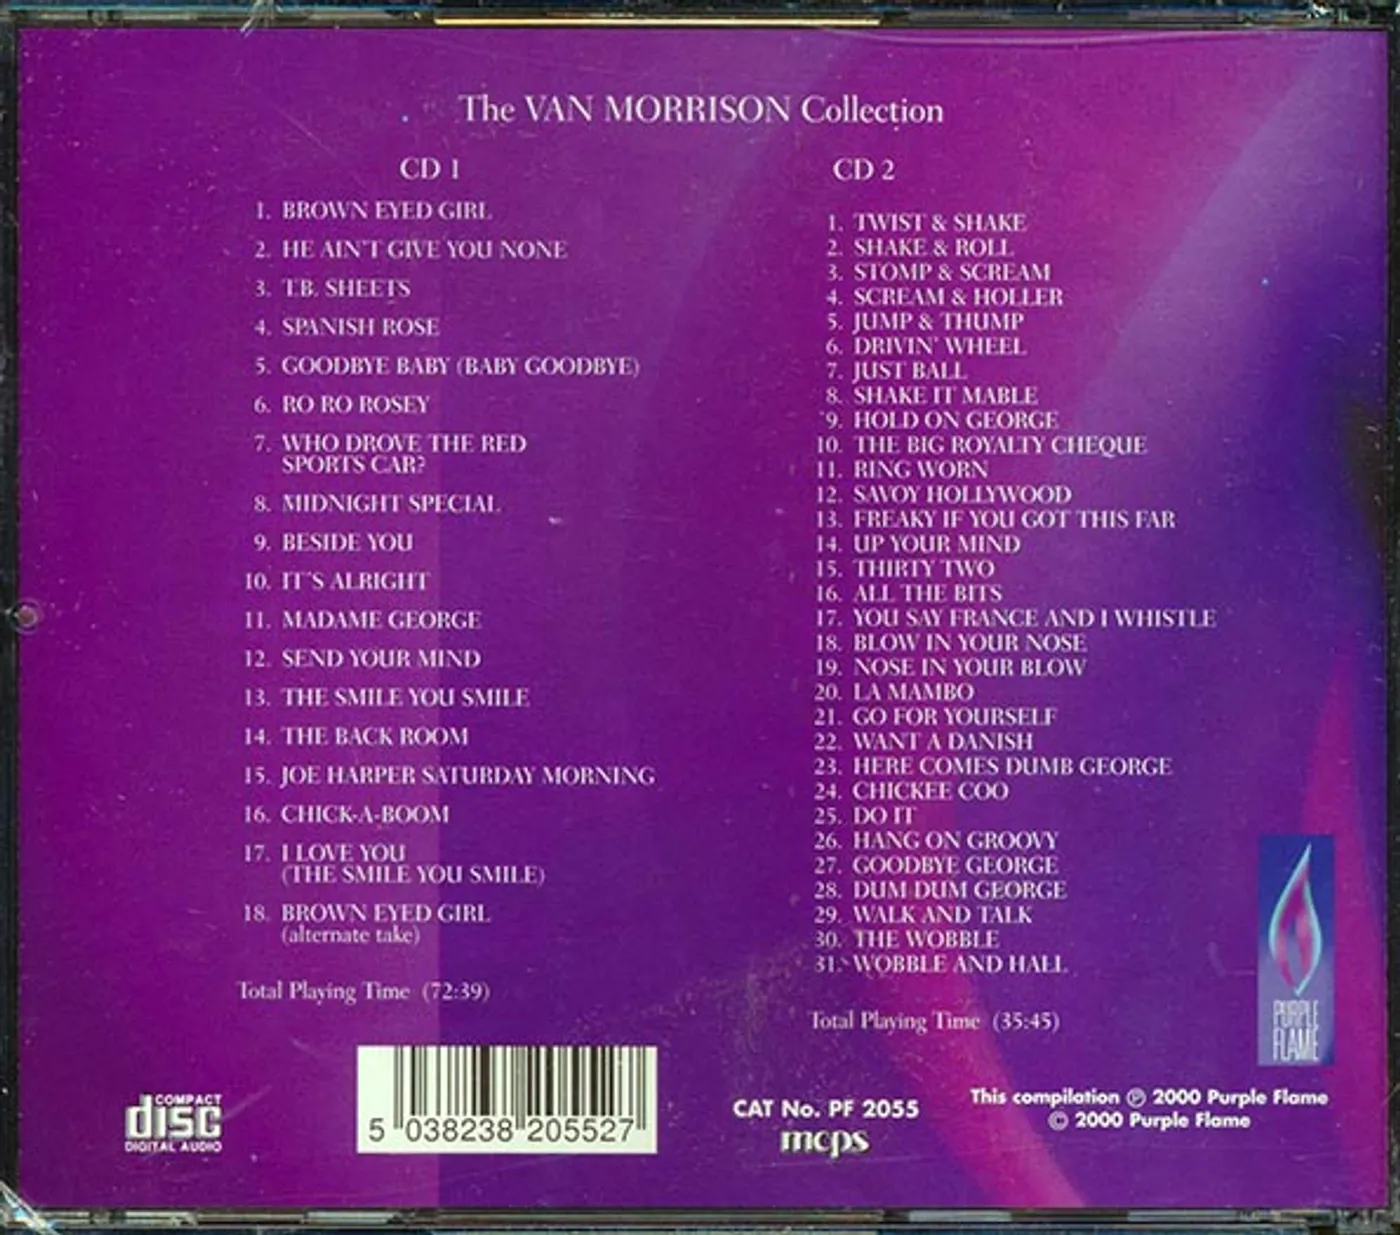 The VAN MORRISON Collection
CD 1
1. BROWN EYED GIRL
2. HE AIN'T GIVE YOU NONE
3. T.B. SHEETS
4. SPANISH ROSE
5. GOODBYE BABY (BABY GOODBYE)
6. RO RO ROSEY
7. WHO DROVE THE RED
SPORTS CAR?
8. MIDNIGHT SPECIAL
9. BESIDE YOU
10. IT'S ALRIGHT
11. MADAME GEORGE
12. SEND YOUR MIND
13. THE SMILE YOU SMILE
14. THE BACK ROOM
15. JOE HARPER SATURDAY MORNING
16. CHICK-A-BOOM
17. I LOVE YOU
(THE SMILE YOU SMILE)
18. BROWN EYED GIRL
(alternate take)
Total Playing Time (72:39)
CD 2
1. TWIST & SHAKE
2. SHAKE & ROLL
3. STOMP & SCREAM
4. SCREAM & HOLLER
5. JUMP & THUMP
6. DRIVIN' WHEEL
7. JUST BALL
8. SHAKE IT MABLE
9. HOLD ON GEORGE
10. THE BIG ROYALTY CHEQUE
11. RING WORN
12. SAVOY HOLLYWOOD
13. FREAKY IF YOU GOT THIS FAR
14. UP YOUR MIND
15. THIRTY TWO
16. ALL THE BITS
17. YOU SAY FRANCE AND I WHISTLE
18. BLOW IN YOUR NOSE
19. NOSE IN YOUR BLOW
20. LA MAMBO
21. GO FOR YOURSELF
22. WANT A DANISH
23. HERE COMES DUMB GEORGE
24. CHICKEE COO
25. DO IT
26. HANG ON GROOVY
27. GOODBYE GEORGE
28. DUM DUM GEORGE
29. WALK AND TALK
30. THE WOBBLE
31. WOBBLE AND HALL
Total Playing Time (35:45)
PURPLE
FLAME
COMPACT
disc
DIGITAL AUDIO
5 038238 205527
CAT No. PF 2055
mcps
This compilation ℗ 2000 Purple Flame
© 2000 Purple Flame